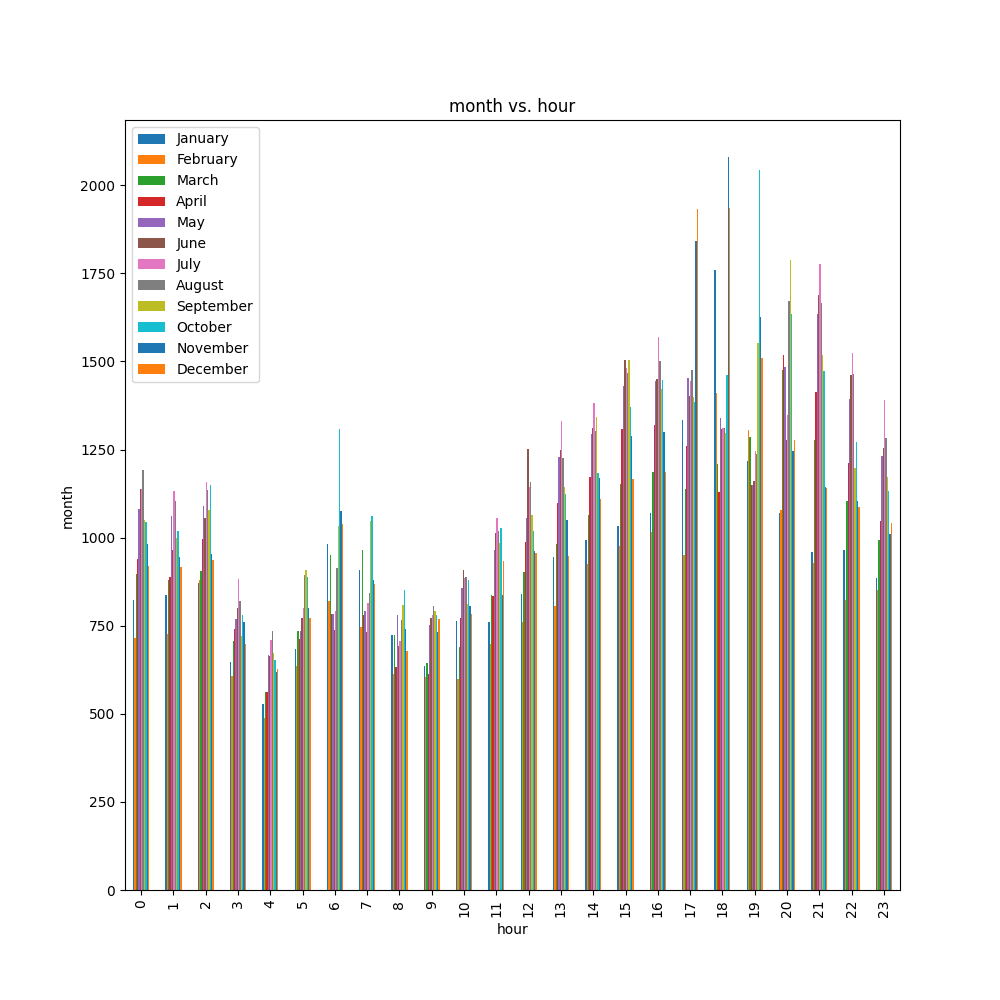 month vs. hour
January
February
March
April
May
June
July
August
September
October
November
December
month
2000
1750
1500
1250
1000
750
500
250
0
0 1 2 3 4 5 6 7 8 9 10 11 12 13 14 15 16 17 18 19 20 21 22 23
hour